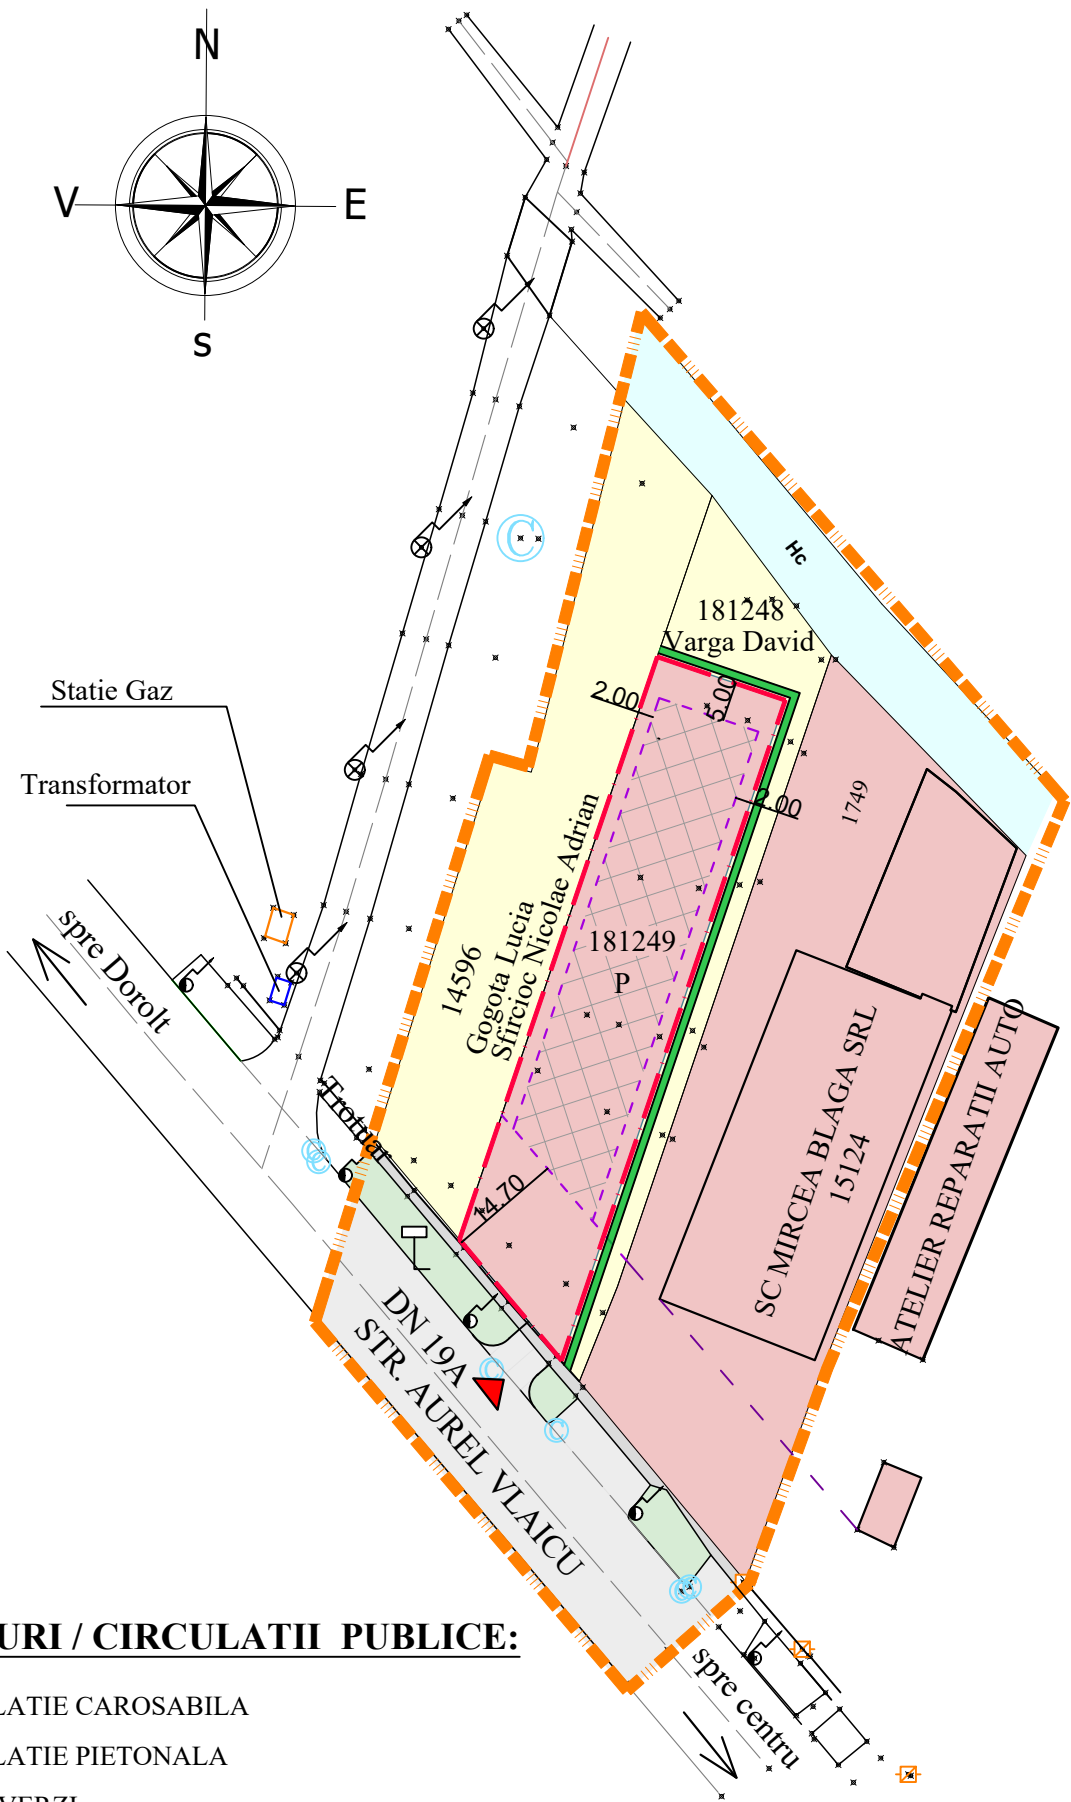 N
V
E
s
Hc
181248
Varga David
5.00
2.00
Statie Gaz
Transformator
2.00
1749
14596
Gogota Lucia
Sfircioc Nicolae Adrian
181249
P
spre Dorolt
Trotuar
14.70
SC MIRCEA BLAGA SRL
15124
ATELIER REPARATII AUTO
DN 19A
STR. AUREL VLAICU
spre centru
URI / CIRCULATII PUBLICE:
LATIE CAROSABILA
LATIE PIETONALA